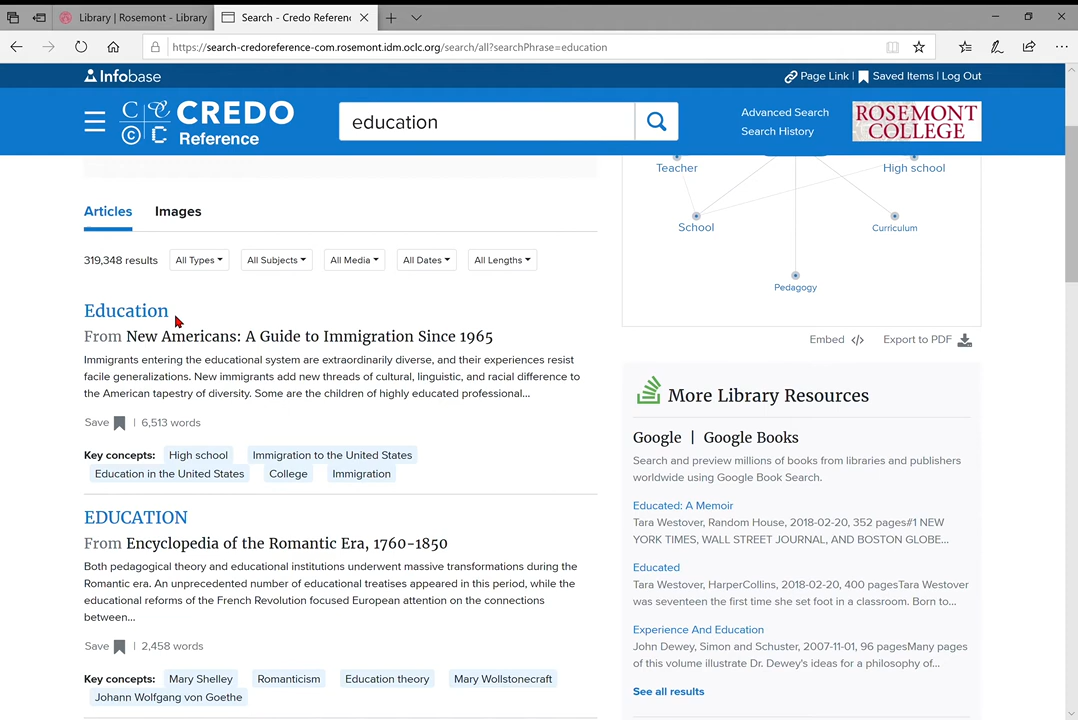 Library | Rosemont - Library
Search - Credo Referen
https://search-credoreference-com.rosemont.idm.oclc.org/search/all?searchPhrase=education
Infobase
Page Link | Saved Items | Log Out
CREDO
Reference
education
Advanced Search
Search History
ROSEMONT
COLLEGE
Teacher
High school
School
Curriculum
Pedagogy
Embed </>
Export to PDF
Articles
Images
319,348 results
All Types
All Subjects
All Media
All Dates
All Lengths
Education
From New Americans: A Guide to Immigration Since 1965
Immigrants entering the educational system are extraordinarily diverse, and their experiences resist
facile generalizations. New immigrants add new threads of cultural, linguistic, and racial difference to
the American tapestry of diversity. Some are the children of highly educated professional...
Save | 6,513 words
Key concepts: High school Immigration to the United States
Education in the United States College Immigration
EDUCATION
From Encyclopedia of the Romantic Era, 1760-1850
Both pedagogical theory and educational institutions underwent massive transformations during the
Romantic era. An unprecedented number of educational treatises appeared in this period, while the
educational reforms of the French Revolution focused European attention on the connections
between...
Save | 2,458 words
Key concepts: Mary Shelley Romanticism Education theory Mary Wollstonecraft
Johann Wolfgang von Goethe
More Library Resources
Google | Google Books
Search and preview millions of books from libraries and publishers
worldwide using Google Book Search.
Educated: A Memoir
Tara Westover, Random House, 2018-02-20, 352 pages#1 NEW
YORK TIMES, WALL STREET JOURNAL, AND BOSTON GLOBE...
Educated
Tara Westover, HarperCollins, 2018-02-20, 400 pagesTara Westover
was seventeen the first time she set foot in a classroom. Born to...
Experience And Education
John Dewey, Simon and Schuster, 2007-11-01, 96 pagesMany pages
of this volume illustrate Dr. Dewey's ideas for a philosophy of...
See all results